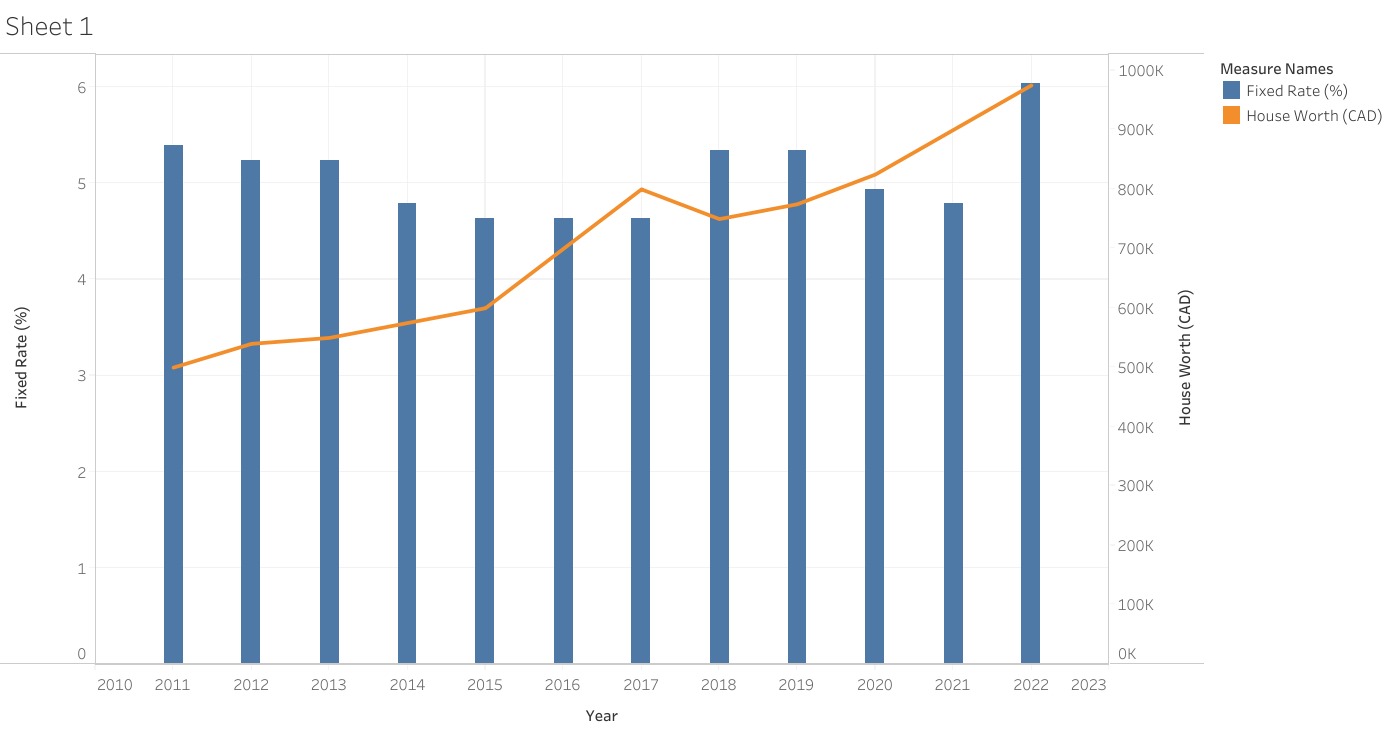 Sheet 1
6
5
4
3
2
1
0
Fixed Rate (%)
1000K
900K
800K
700K
600K
500K
400K
300K
200K
100K
0K
House Worth (CAD)
2010 2011 2012 2013 2014 2015 2016 2017 2018 2019 2020 2021 2022 2023
Year
Measure Names
Fixed Rate (%)
House Worth (CAD)